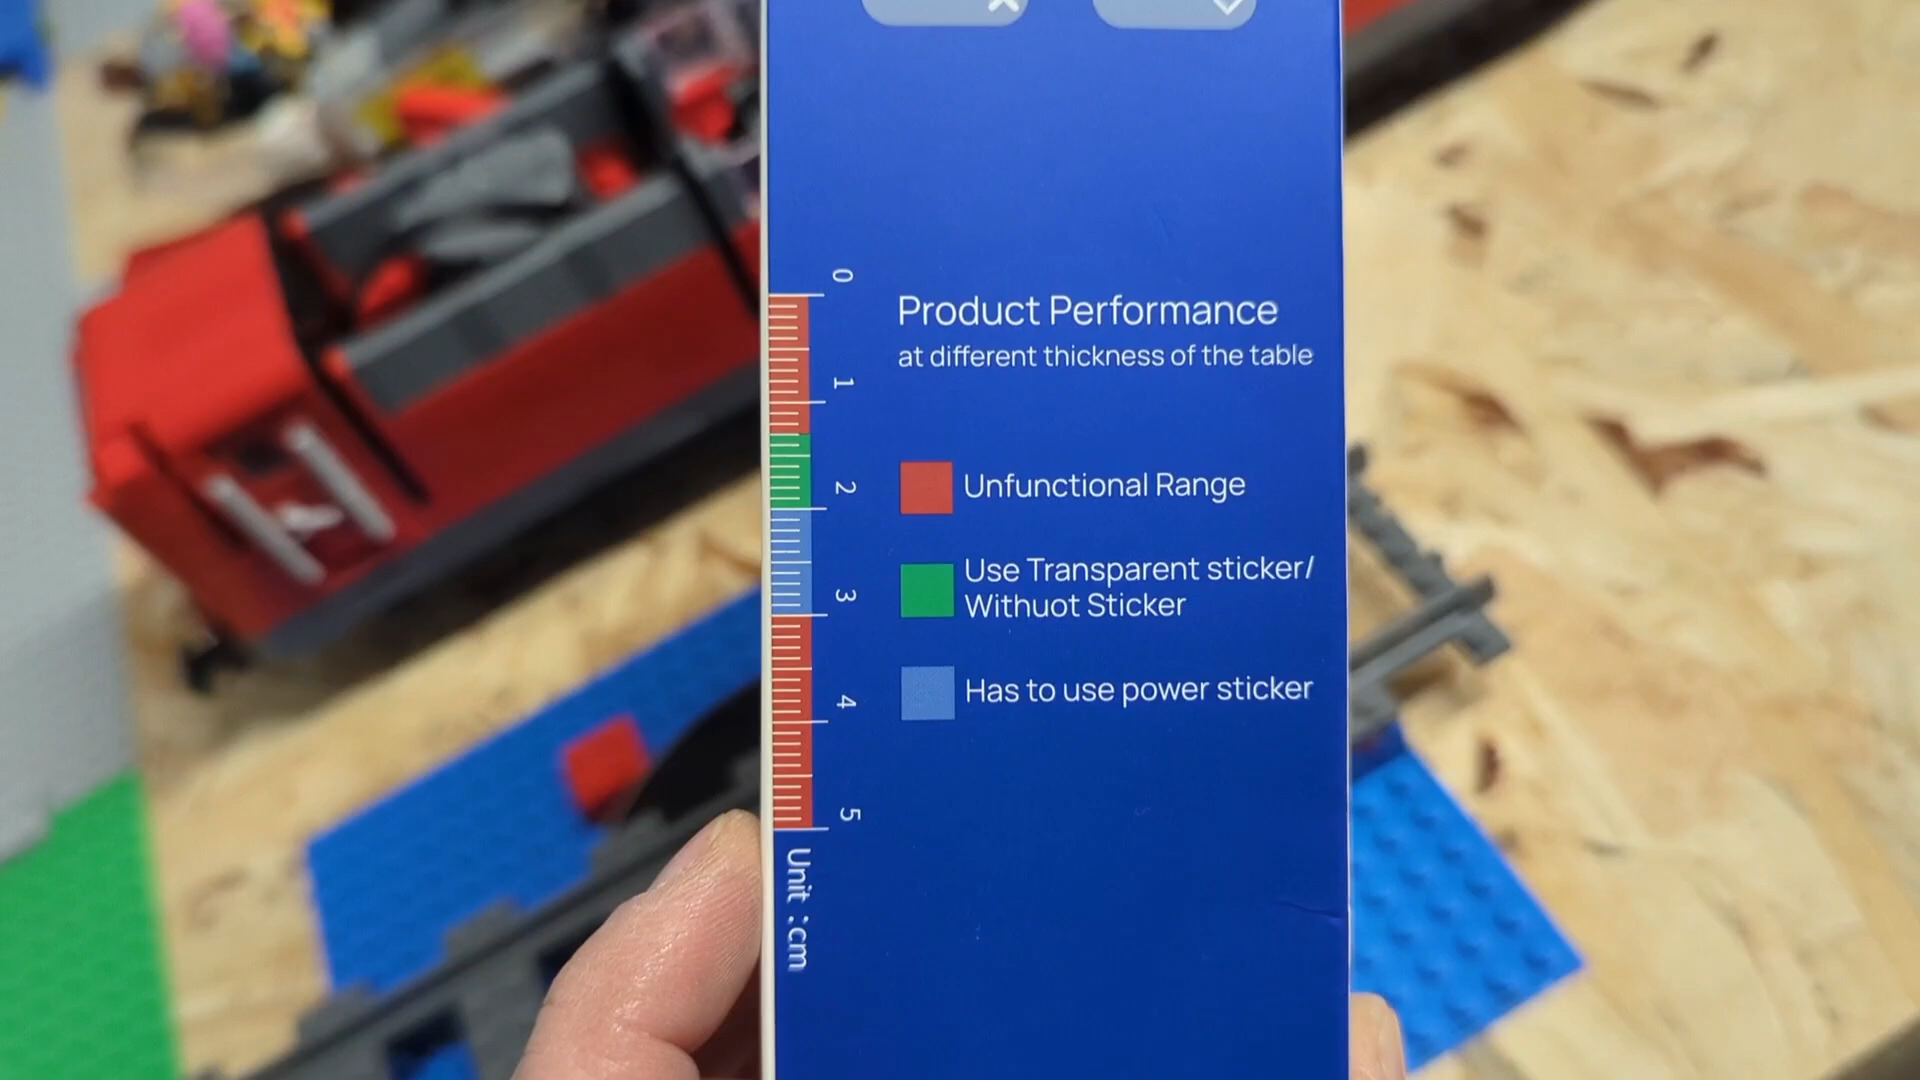 0
1
2
3
4
5
Unit :cm
Product Performance
at different thickness of the table
Unfunctional Range
Use Transparent sticker/
Withuot Sticker
Has to use power sticker